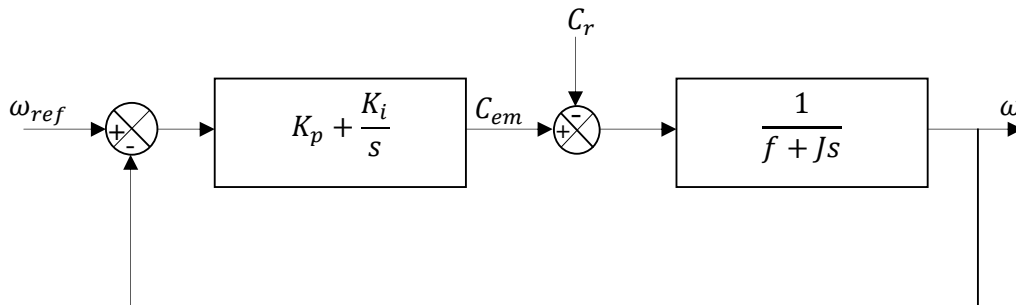 C_r
ω_ref
+
-
K_p + K_i/s
C_em
-
+
1/(f + Js)
ω